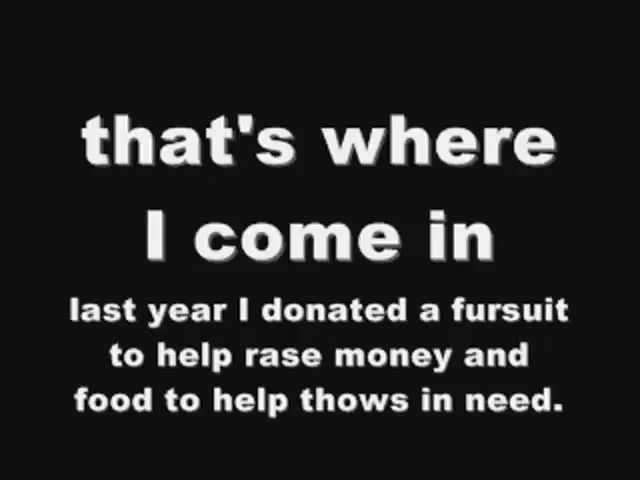 that's where
I come in
last year I donated a fursuit
to help rase money and
food to help thows in need.